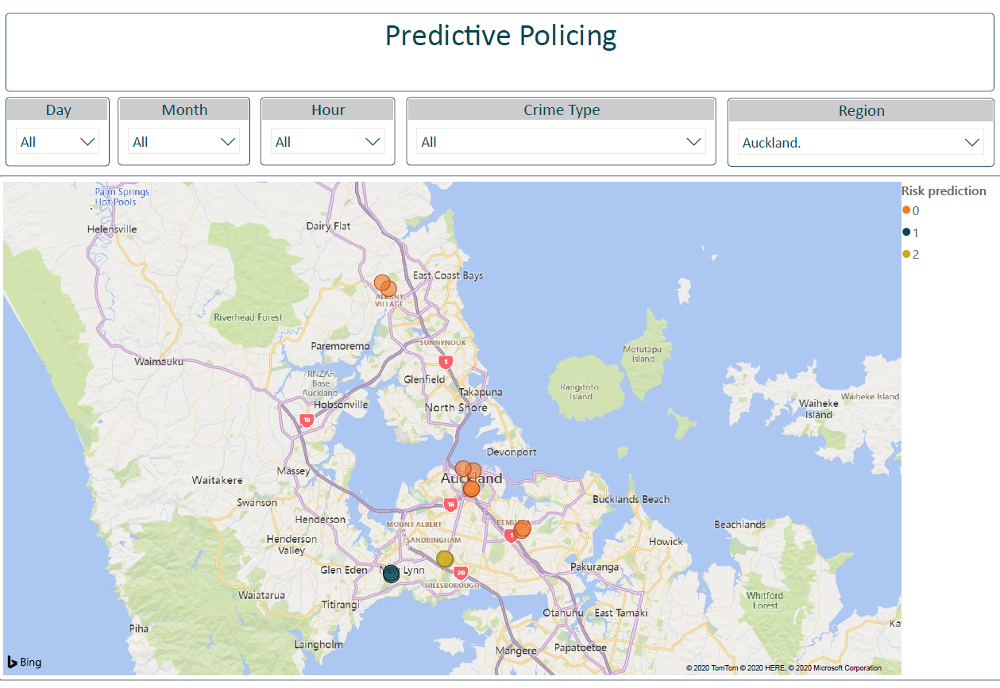 Predictive Policing
Day
Month
Hour
Crime Type
Region
All
All
All
All
Auckland.
Risk prediction
0
1
2
Palm Springs
Hot Pools
Helensville
Dairy Flat
East Coast Bays
ALBANY
VILLAGE
Riverhead Forest
Paremoremo
SUNNYNOOK
1
Waimauku
RNZAF
Base
Auckland
Glenfield
Takapuna
Hobsonville
North Shore
18
Motutapu
Island
Rangitoto
Island
Waiheke Island
Waiheke
Island
Devonport
Massey
Waitakere
Auckland
Swanson
16
Bucklands Beach
Henderson
MOUNT ALBERT
REMUERA
Beachlands
Henderson
Valley
SANDRINGHAM
1
Howick
Glen Eden
New Lynn
20
Pakuranga
HILLSBOROUGH
Waiatarua
Titirangi
Whitford
Forest
Otahuhu
East Tamaki
Piha
Ka
Laingholm
Mangere
Papatoetoe
Bing
© 2020 TomTom © 2020 HERE, © 2020 Microsoft Corporation